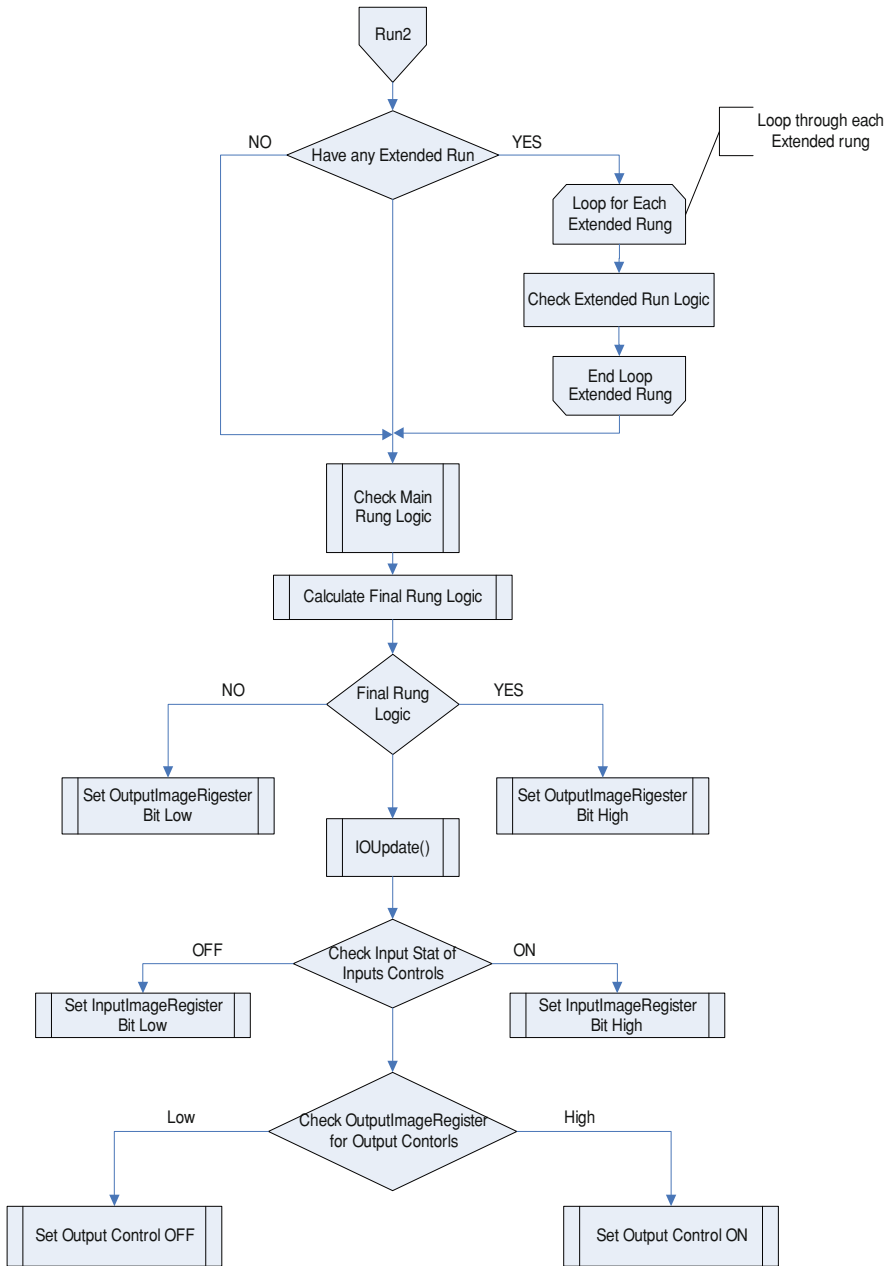 Run2
NO
Have any Extended Run
YES
Loop through each
Extended rung
Loop for Each
Extended Rung
Check Extended Run Logic
End Loop
Extended Rung
Check Main
Rung Logic
Calculate Final Rung Logic
NO
Final Rung
Logic
YES
Set OutputImageRigester
Bit Low
Set OutputImageRigester
Bit High
IOUpdate()
OFF
Check Input Stat of
Inputs Controls
ON
Set InputImageRegister
Bit Low
Set InputImageRegister
Bit High
Low
Check OutputImageRegister
for Output Contorls
High
Set Output Control OFF
Set Output Control ON